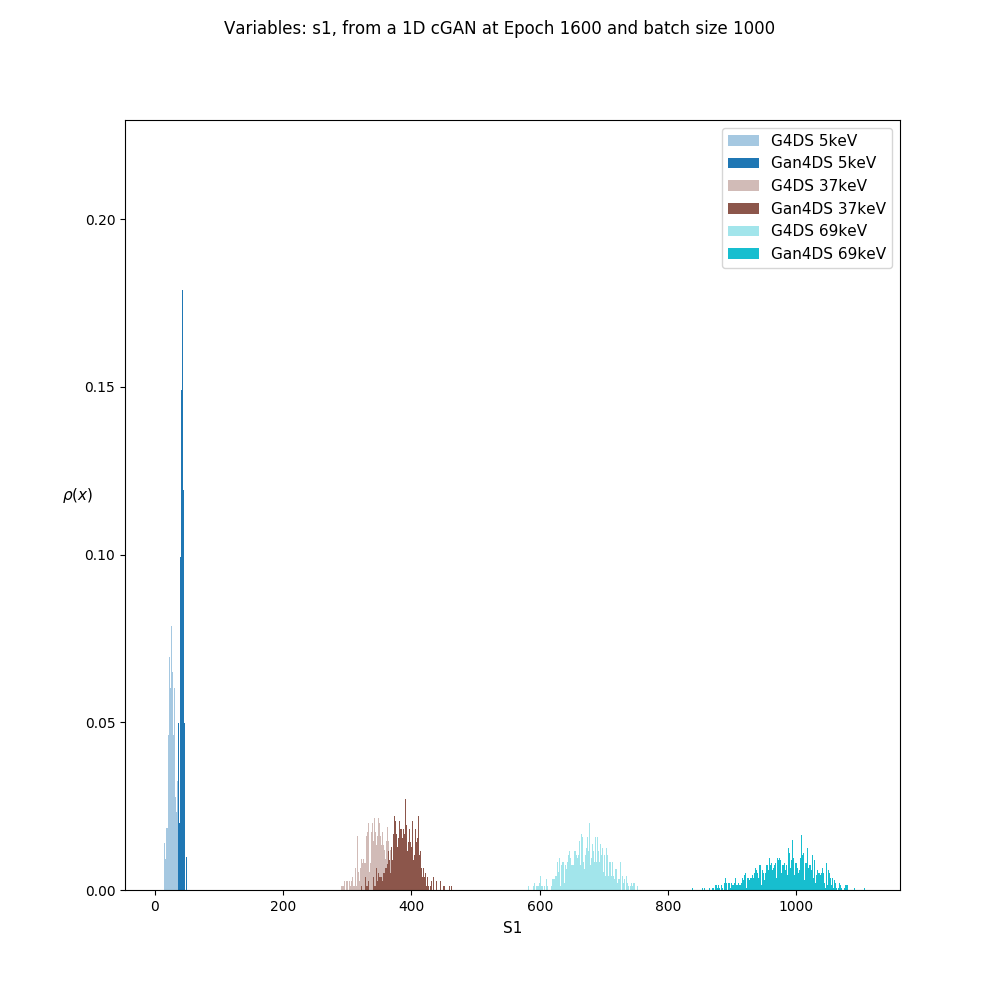 Variables: s1, from a 1D cGAN at Epoch 1600 and batch size 1000
G4DS 5keV
Gan4DS 5keV
G4DS 37keV
Gan4DS 37keV
G4DS 69keV
Gan4DS 69keV
0.20
0.15
ρ(x)
0.10
0.05
0.00
0 200 400 600 800 1000
S1